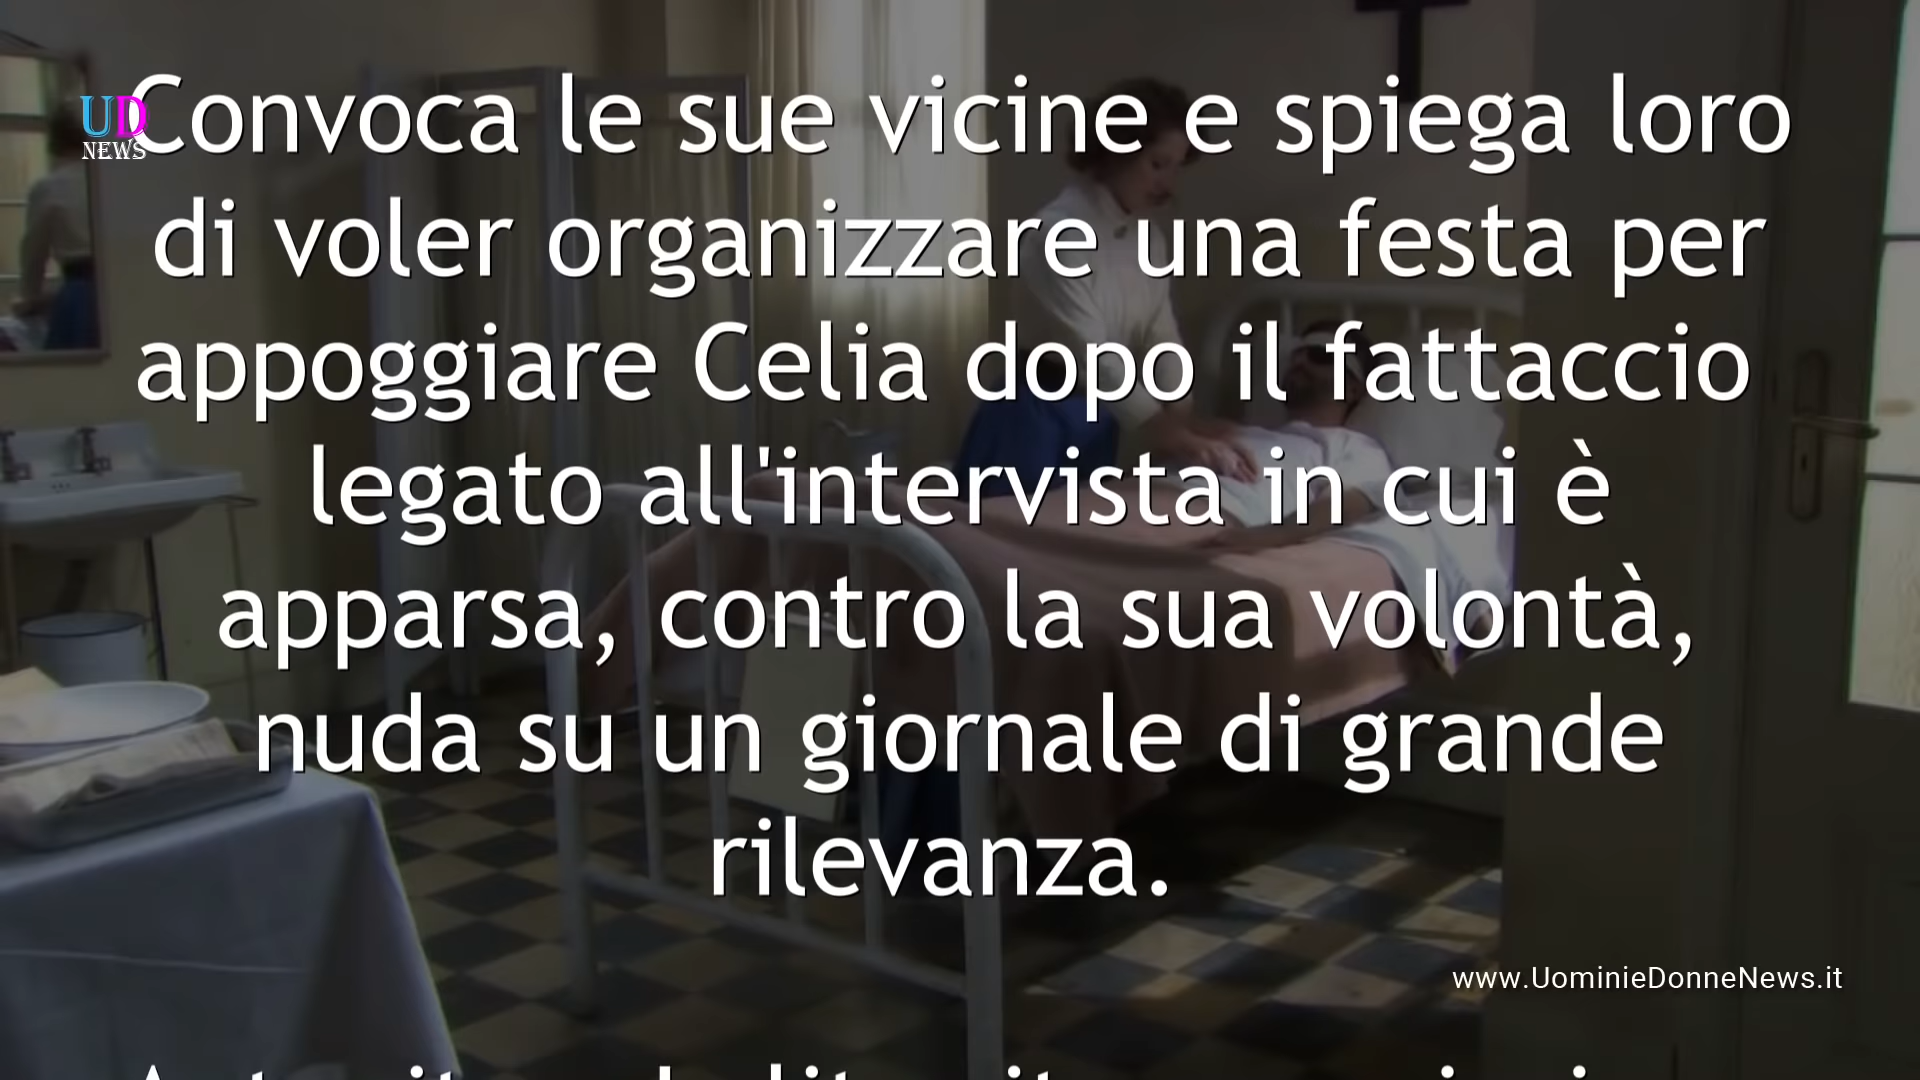 UD
NEWS
Convoca le sue vicine e spiega loro
di voler organizzare una festa per
appoggiare Celia dopo il fattaccio
legato all'intervista in cui è
apparsa, contro la sua volontà,
nuda su un giornale di grande
rilevanza.
www.UominieDonneNews.it